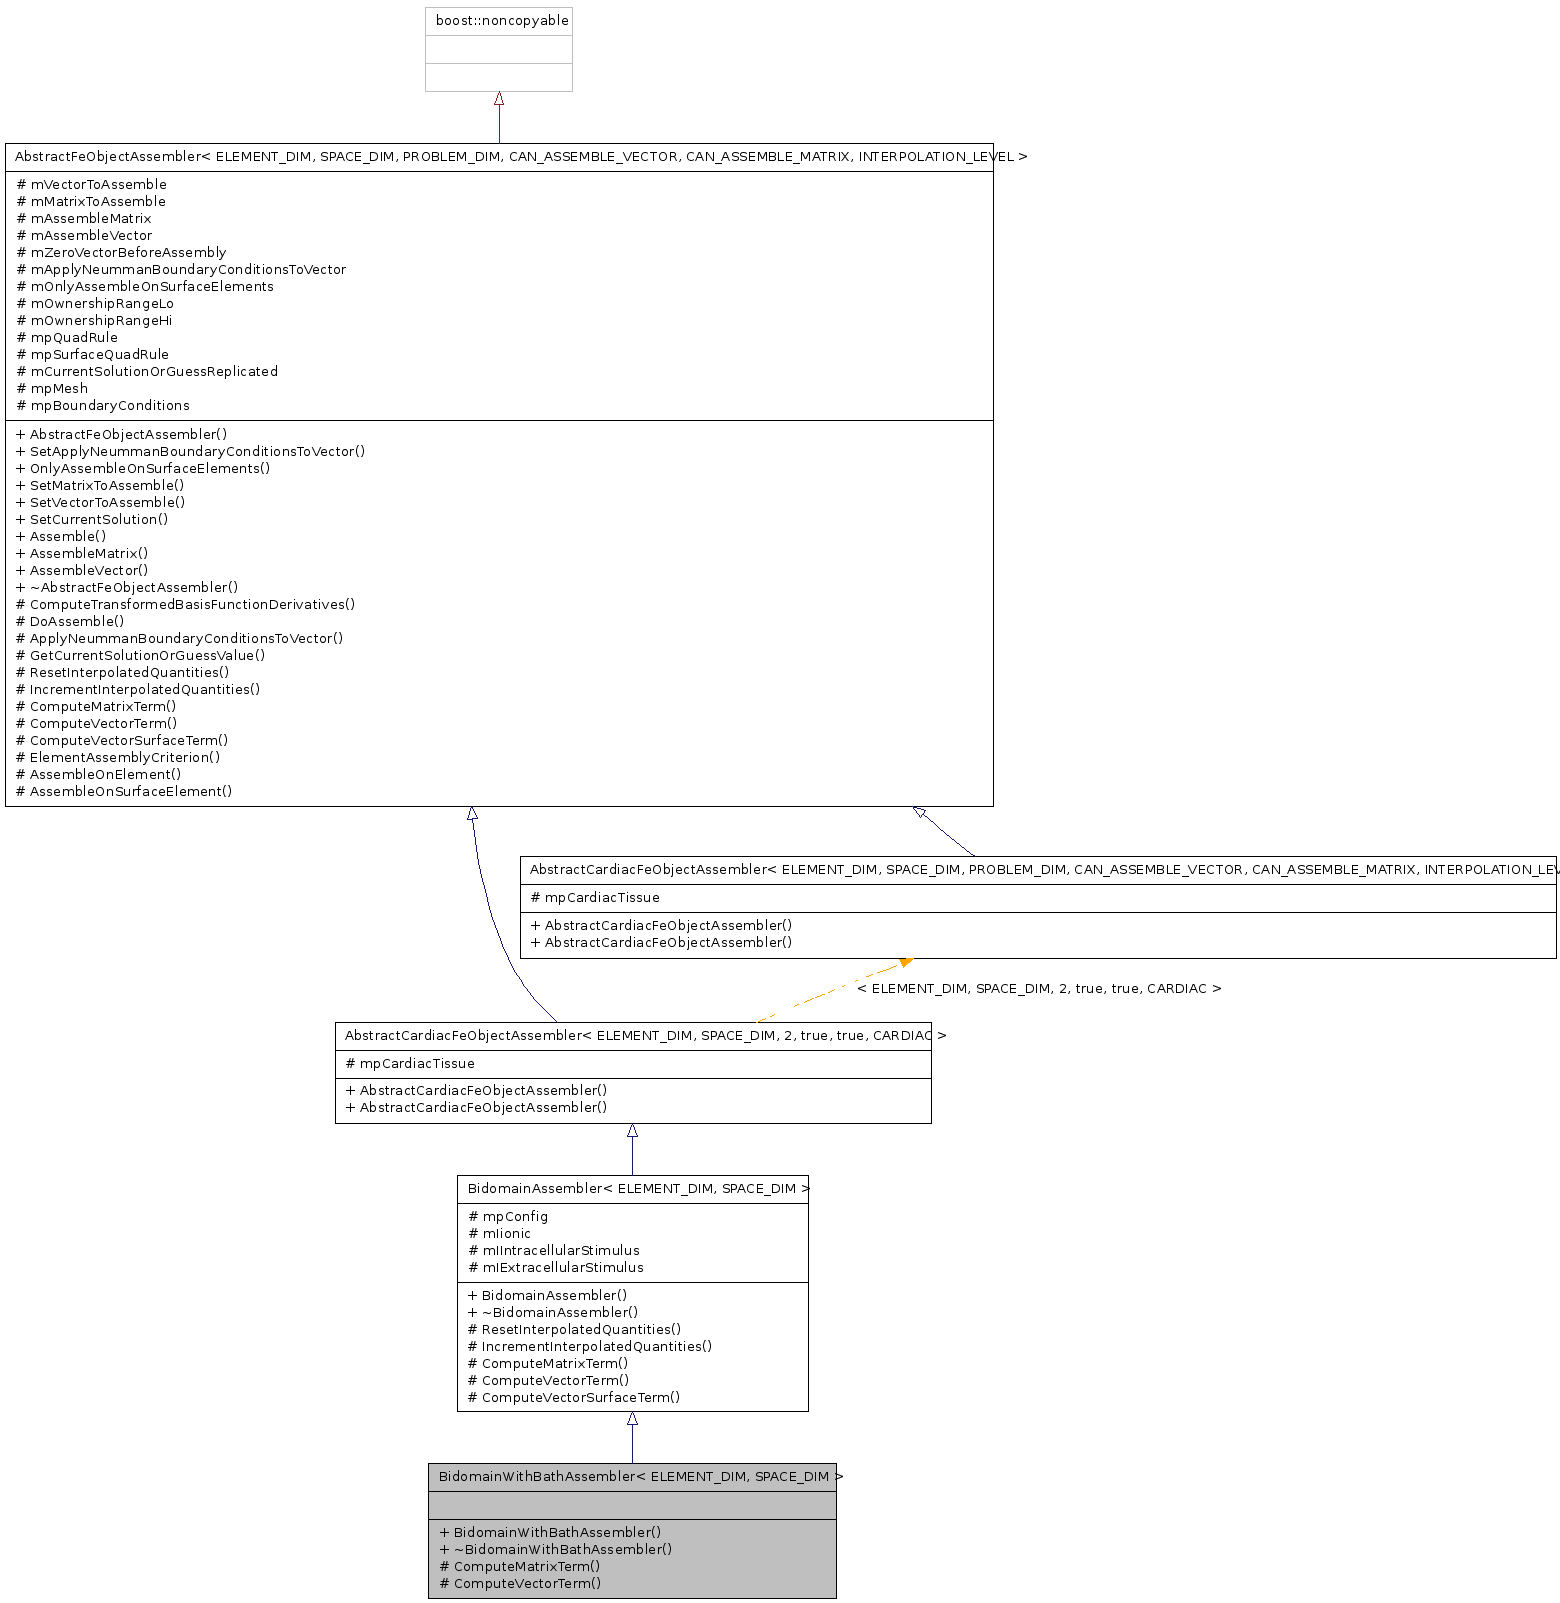 boost::noncopyable
AbstractFeObjectAssembler< ELEMENT_DIM, SPACE_DIM, PROBLEM_DIM, CAN_ASSEMBLE_VECTOR, CAN_ASSEMBLE_MATRIX, INTERPOLATION_LEVEL >
# mVectorToAssemble
# mMatrixToAssemble
# mAssembleMatrix
# mAssembleVector
# mZeroVectorBeforeAssembly
# mApplyNeummanBoundaryConditionsToVector
# mOnlyAssembleOnSurfaceElements
# mOwnershipRangeLo
# mOwnershipRangeHi
# mpQuadRule
# mpSurfaceQuadRule
# mCurrentSolutionOrGuessReplicated
# mpMesh
# mpBoundaryConditions
+ AbstractFeObjectAssembler()
+ SetApplyNeummanBoundaryConditionsToVector()
+ OnlyAssembleOnSurfaceElements()
+ SetMatrixToAssemble()
+ SetVectorToAssemble()
+ SetCurrentSolution()
+ Assemble()
+ AssembleMatrix()
+ AssembleVector()
+ ~AbstractFeObjectAssembler()
# ComputeTransformedBasisFunctionDerivatives()
# DoAssemble()
# ApplyNeummanBoundaryConditionsToVector()
# GetCurrentSolutionOrGuessValue()
# ResetInterpolatedQuantities()
# IncrementInterpolatedQuantities()
# ComputeMatrixTerm()
# ComputeVectorTerm()
# ComputeVectorSurfaceTerm()
# ElementAssemblyCriterion()
# AssembleOnElement()
# AssembleOnSurfaceElement()
AbstractCardiacFeObjectAssembler< ELEMENT_DIM, SPACE_DIM, PROBLEM_DIM, CAN_ASSEMBLE_VECTOR, CAN_ASSEMBLE_MATRIX, INTERPOLATION_LEV
# mpCardiacTissue
+ AbstractCardiacFeObjectAssembler()
+ AbstractCardiacFeObjectAssembler()
< ELEMENT_DIM, SPACE_DIM, 2, true, true, CARDIAC >
AbstractCardiacFeObjectAssembler< ELEMENT_DIM, SPACE_DIM, 2, true, true, CARDIAC >
# mpCardiacTissue
+ AbstractCardiacFeObjectAssembler()
+ AbstractCardiacFeObjectAssembler()
BidomainAssembler< ELEMENT_DIM, SPACE_DIM >
# mpConfig
# mIionic
# mIIntracellularStimulus
# mIExtracellularStimulus
+ BidomainAssembler()
+ ~BidomainAssembler()
# ResetInterpolatedQuantities()
# IncrementInterpolatedQuantities()
# ComputeMatrixTerm()
# ComputeVectorTerm()
# ComputeVectorSurfaceTerm()
BidomainWithBathAssembler< ELEMENT_DIM, SPACE_DIM >
+ BidomainWithBathAssembler()
+ ~BidomainWithBathAssembler()
# ComputeMatrixTerm()
# ComputeVectorTerm()